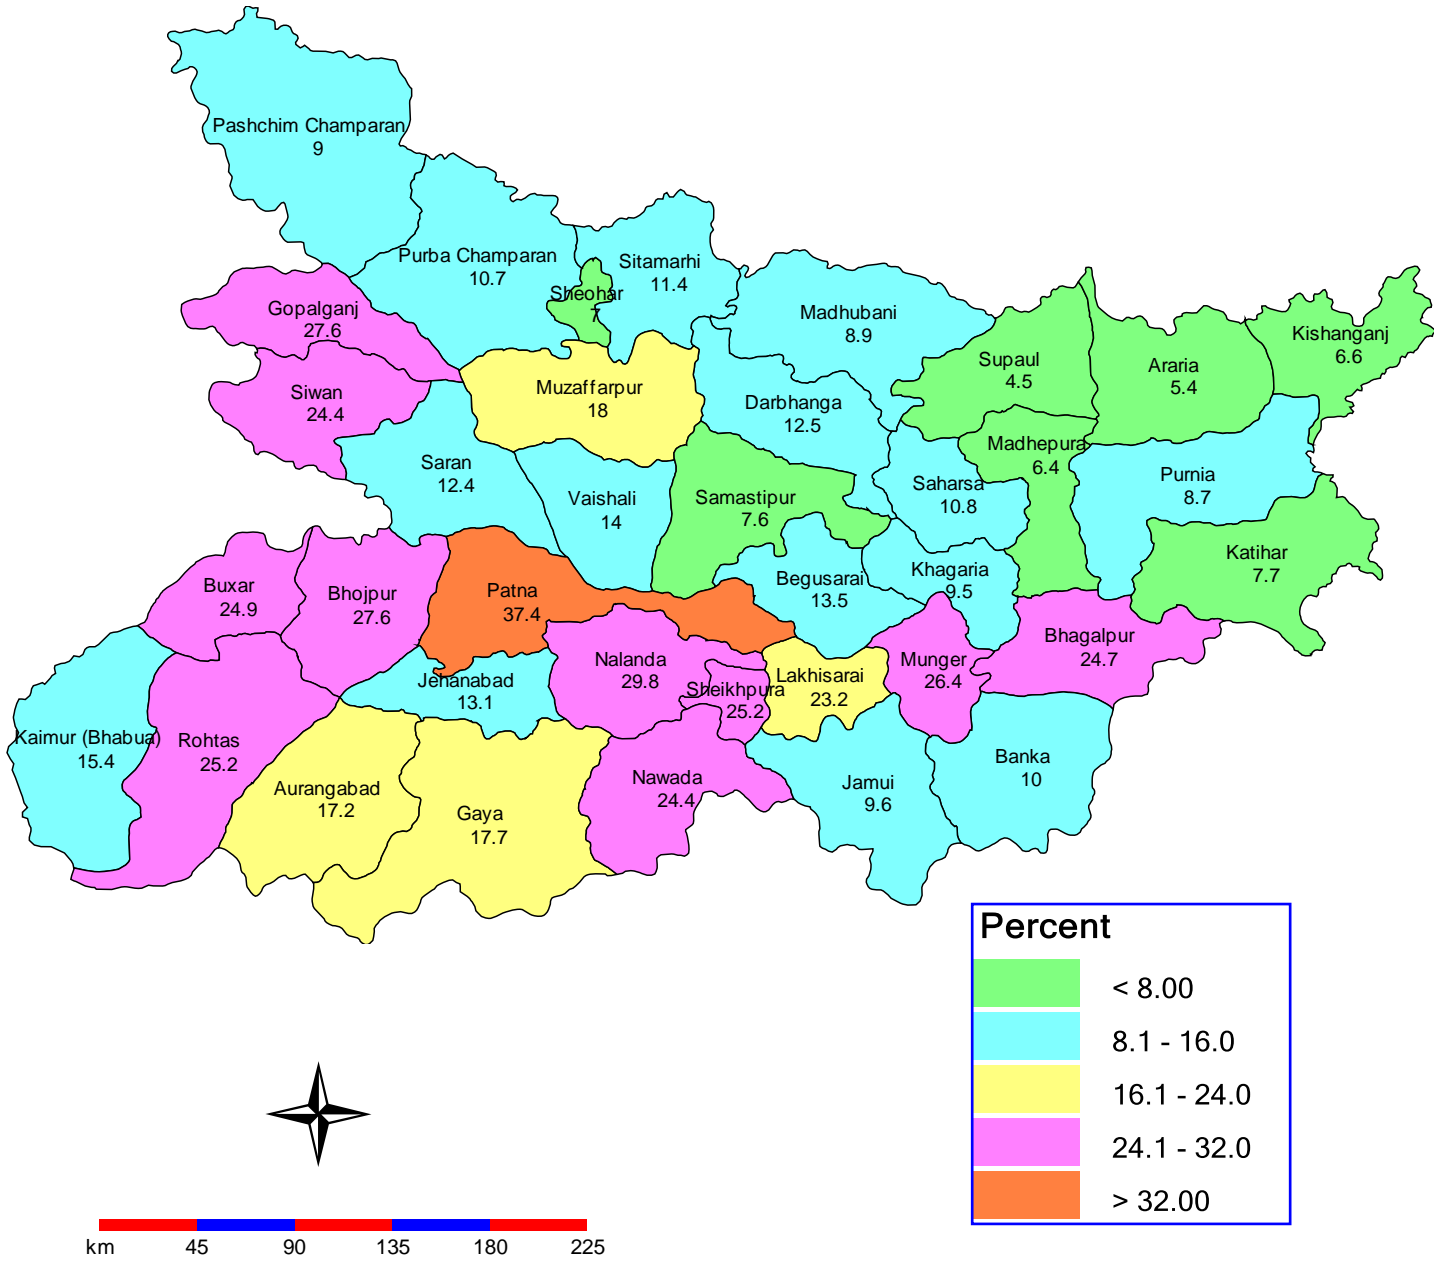 Pashchim Champaran
9
Purba Champaran
10.7
Sitamarhi
11.4
Sheohar
7
Gopalganj
27.6
Madhubani
8.9
Kishanganj
6.6
Supaul
4.5
Araria
5.4
Siwan
24.4
Muzaffarpur
18
Darbhanga
12.5
Madhepura
6.4
Saran
12.4
Vaishali
14
Samastipur
7.6
Saharsa
10.8
Purnia
8.7
Katihar
7.7
Buxar
24.9
Bhojpur
27.6
Patna
37.4
Begusarai
13.5
Khagaria
9.5
Bhagalpur
24.7
Nalanda
29.8
Munger
26.4
Lakhisarai
23.2
Sheikhpura
25.2
Jehanabad
13.1
Kaimur (Bhabua)
15.4
Rohtas
25.2
Aurangabad
17.2
Gaya
17.7
Nawada
24.4
Jamui
9.6
Banka
10
Percent
< 8.00
8.1 - 16.0
16.1 - 24.0
24.1 - 32.0
> 32.00
km 45 90 135 180 225